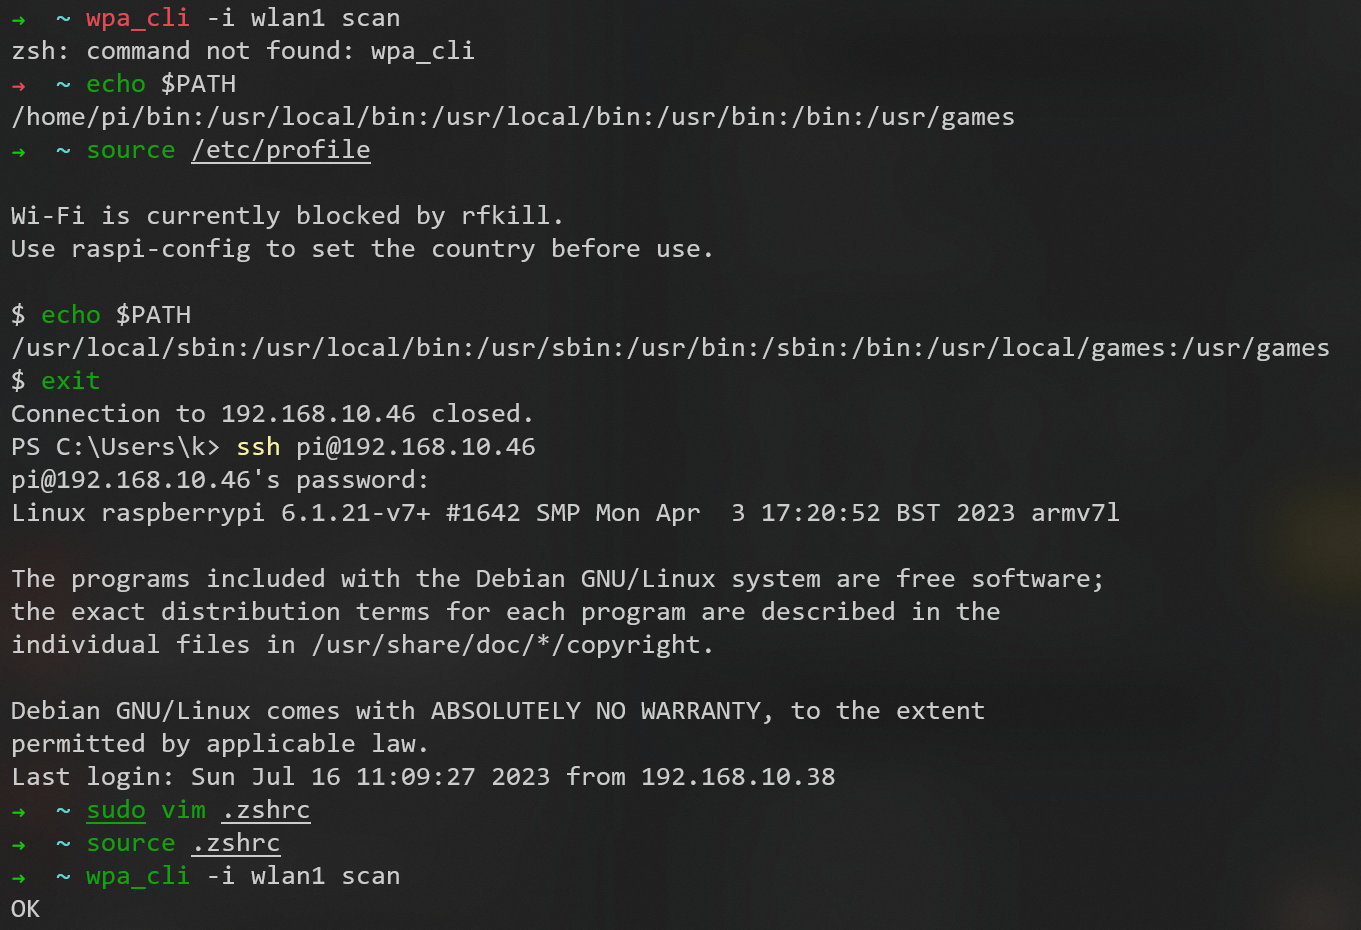 → ~ wpa_cli -i wlan1 scan
zsh: command not found: wpa_cli
→ ~ echo $PATH
/home/pi/bin:/usr/local/bin:/usr/local/bin:/usr/bin:/bin:/usr/games
→ ~ source /etc/profile
Wi-Fi is currently blocked by rfkill.
Use raspi-config to set the country before use.
$ echo $PATH
/usr/local/sbin:/usr/local/bin:/usr/sbin:/usr/bin:/sbin:/bin:/usr/local/games:/usr/games
$ exit
Connection to 192.168.10.46 closed.
PS C:\Users\k> ssh pi@192.168.10.46
pi@192.168.10.46's password:
Linux raspberrypi 6.1.21-v7+ #1642 SMP Mon Apr  3 17:20:52 BST 2023 armv7l
The programs included with the Debian GNU/Linux system are free software;
the exact distribution terms for each program are described in the
individual files in /usr/share/doc/*/copyright.
Debian GNU/Linux comes with ABSOLUTELY NO WARRANTY, to the extent
permitted by applicable law.
Last login: Sun Jul 16 11:09:27 2023 from 192.168.10.38
→ ~ sudo vim .zshrc
→ ~ source .zshrc
→ ~ wpa_cli -i wlan1 scan
OK